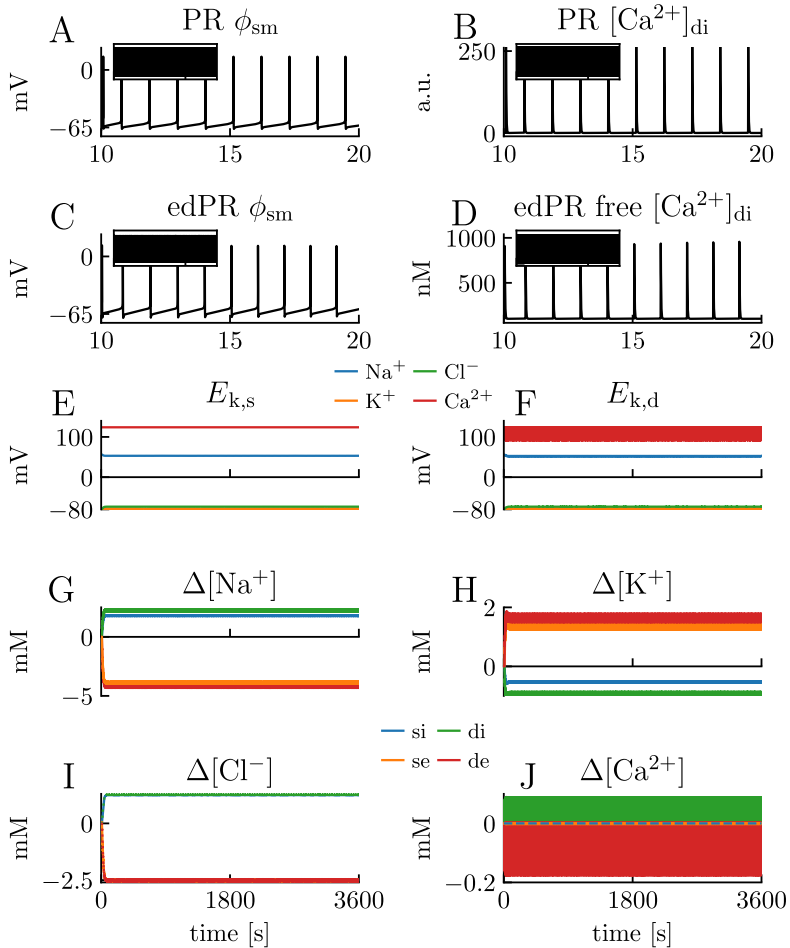 A PR ϕsm
B PR [Ca²⁺]di
mV
0
−65
10 15 20
a.u.
250
0
10 15 20
C edPR ϕsm
D edPR free [Ca²⁺]di
mV
0
−65
10 15 20
nM
1000
500
10 15 20
Na⁺ Cl⁻
K⁺ Ca²⁺
E Ek,s
F Ek,d
mV
100
0
−80
mV
100
0
−80
G Δ[Na⁺]
H Δ[K⁺]
mM
0
−5
mM
2
0
si di
se de
I Δ[Cl⁻]
J Δ[Ca²⁺]
mM
0
−2.5
0 1800 3600
time [s]
mM
0
−0.2
0 1800 3600
time [s]